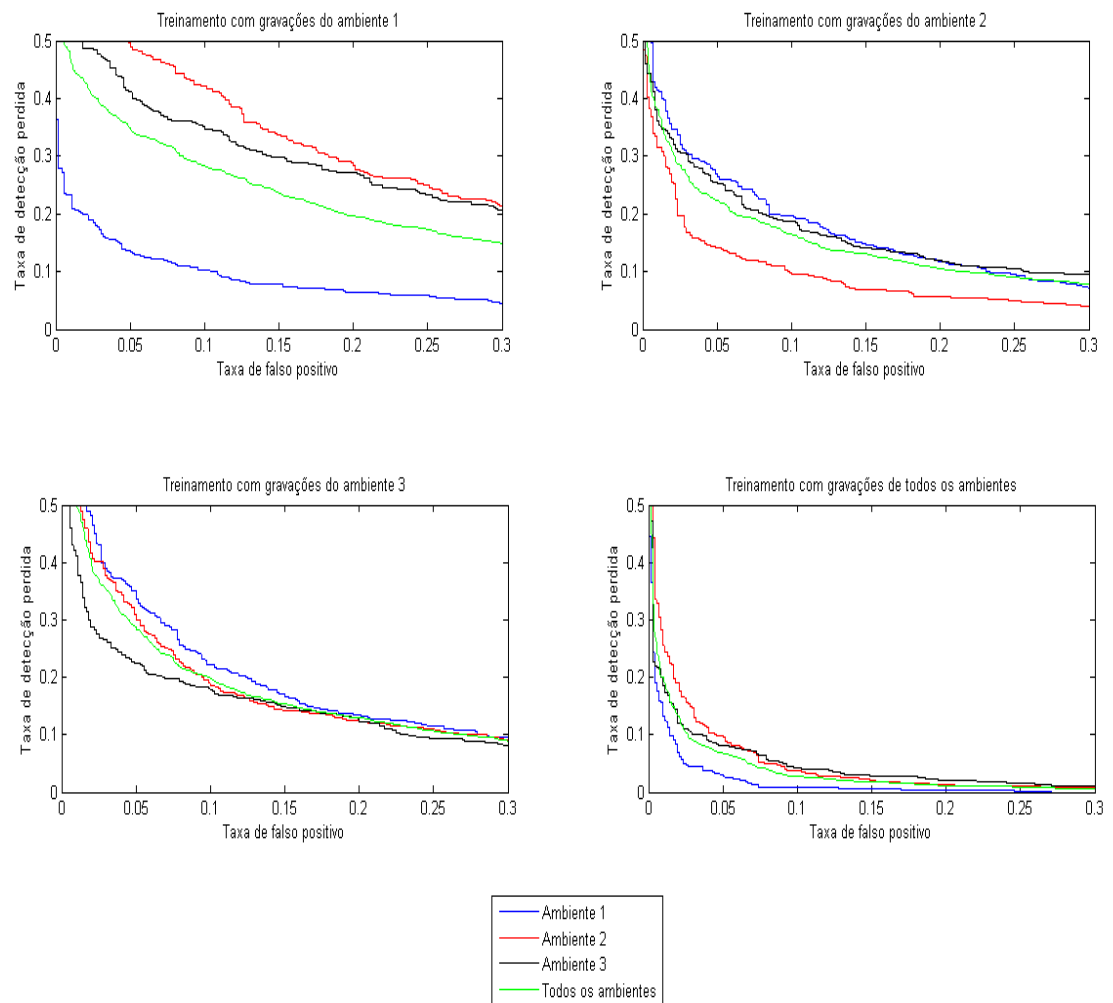 Treinamento com gravações do ambiente 1
Taxa de detecção perdida
0.5
0.4
0.3
0.2
0.1
0
0 0.05 0.1 0.15 0.2 0.25 0.3
Taxa de falso positivo
Treinamento com gravações do ambiente 2
Taxa de detecção perdida
0.5
0.4
0.3
0.2
0.1
0
0 0.05 0.1 0.15 0.2 0.25 0.3
Taxa de falso positivo
Treinamento com gravações do ambiente 3
Taxa de detecção perdida
0.5
0.4
0.3
0.2
0.1
0
0 0.05 0.1 0.15 0.2 0.25 0.3
Taxa de falso positivo
Treinamento com gravações de todos os ambientes
Taxa de detecção perdida
0.5
0.4
0.3
0.2
0.1
0
0 0.05 0.1 0.15 0.2 0.25 0.3
Taxa de falso positivo
Ambiente 1
Ambiente 2
Ambiente 3
Todos os ambientes